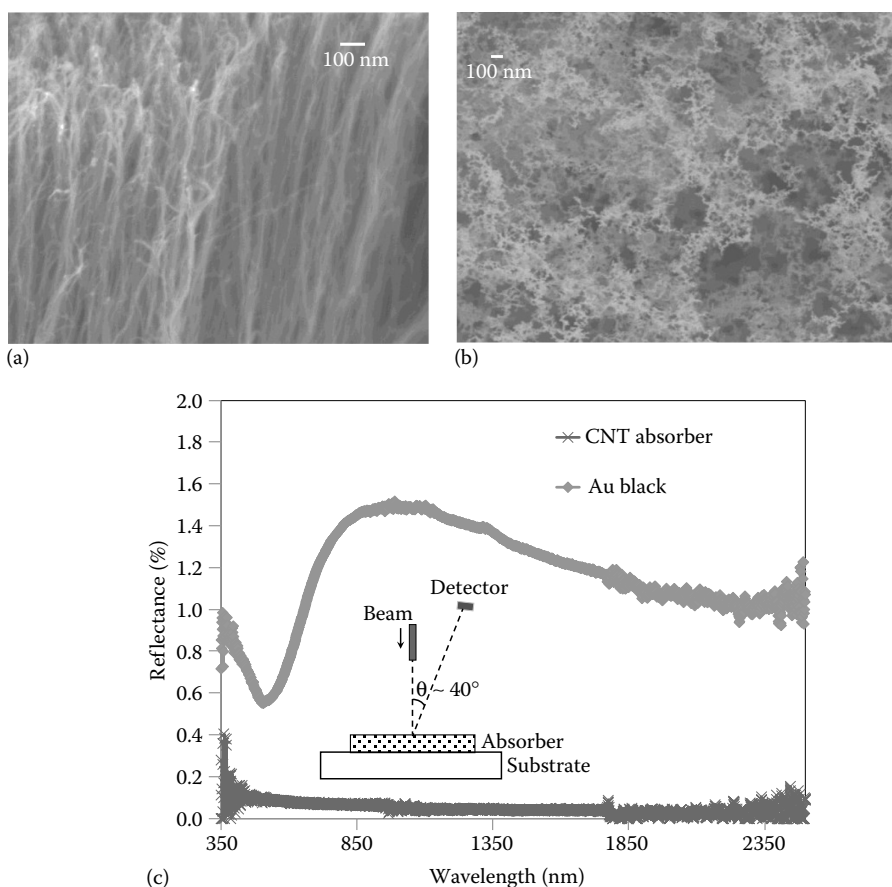 100 nm
100 nm
(a)
(b)
2.0
1.8
1.6
1.4
1.2
1.0
0.8
0.6
0.4
0.2
0.0
Reflectance (%)
CNT absorber
Au black
Detector
Beam
θ ~ 40°
Absorber
Substrate
350
850
1350
1850
2350
Wavelength (nm)
(c)